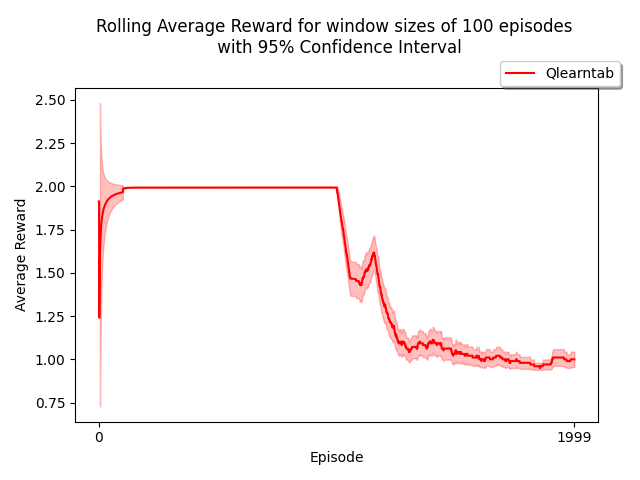 Rolling Average Reward for window sizes of 100 episodes
with 95% Confidence Interval
Qlearntab
2.50
2.25
2.00
1.75
1.50
1.25
1.00
0.75
Average Reward
0
1999
Episode